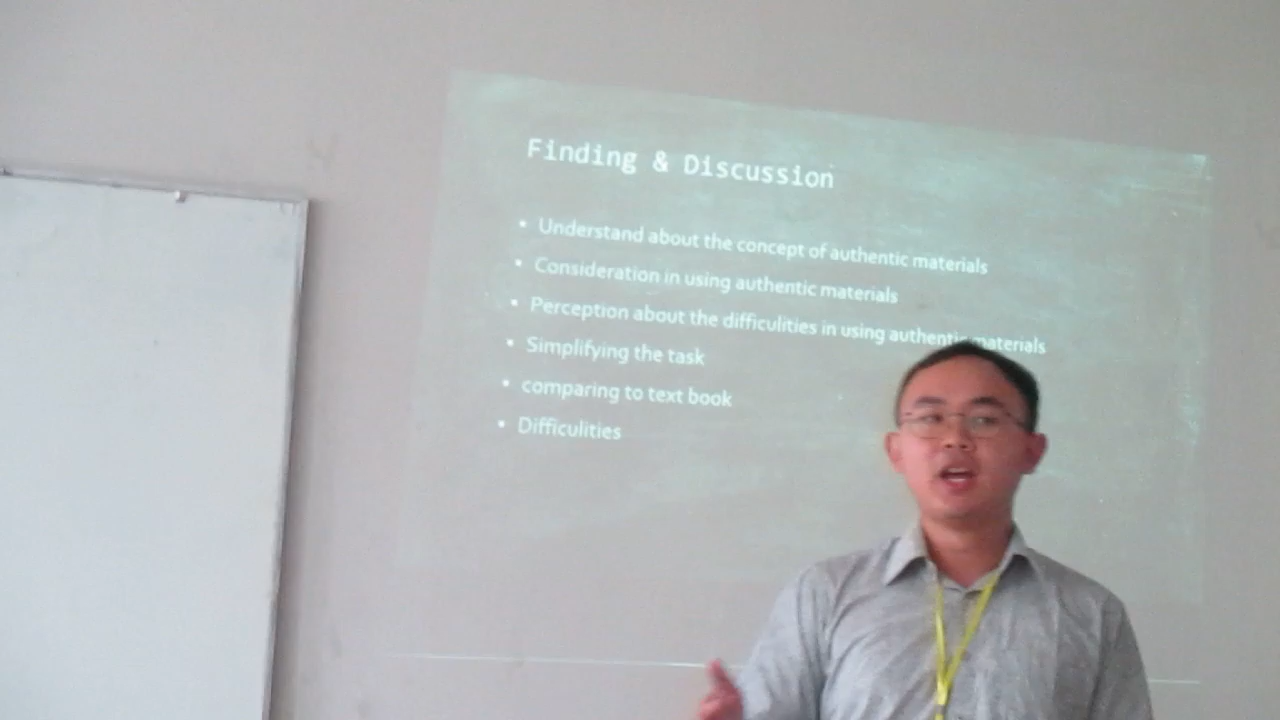 Finding & Discussion
• Understand about the concept of authentic materials
• Consideration in using authentic materials
• Perception about the difficulities in using authentic materials
• Simplifying the task
• comparing to text book
• Difficulities